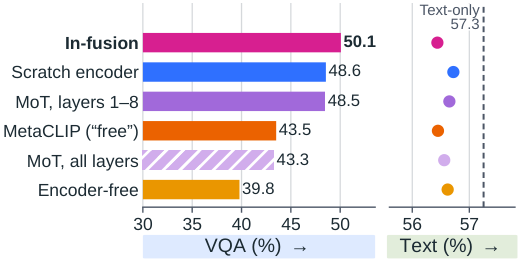 Text-only
57.3
In-fusion 50.1
Scratch encoder 48.6
MoT, layers 1–8 48.5
MetaCLIP (“free”) 43.5
MoT, all layers 43.3
Encoder-free 39.8
30 35 40 45 50 56 57
VQA (%) → Text (%) →